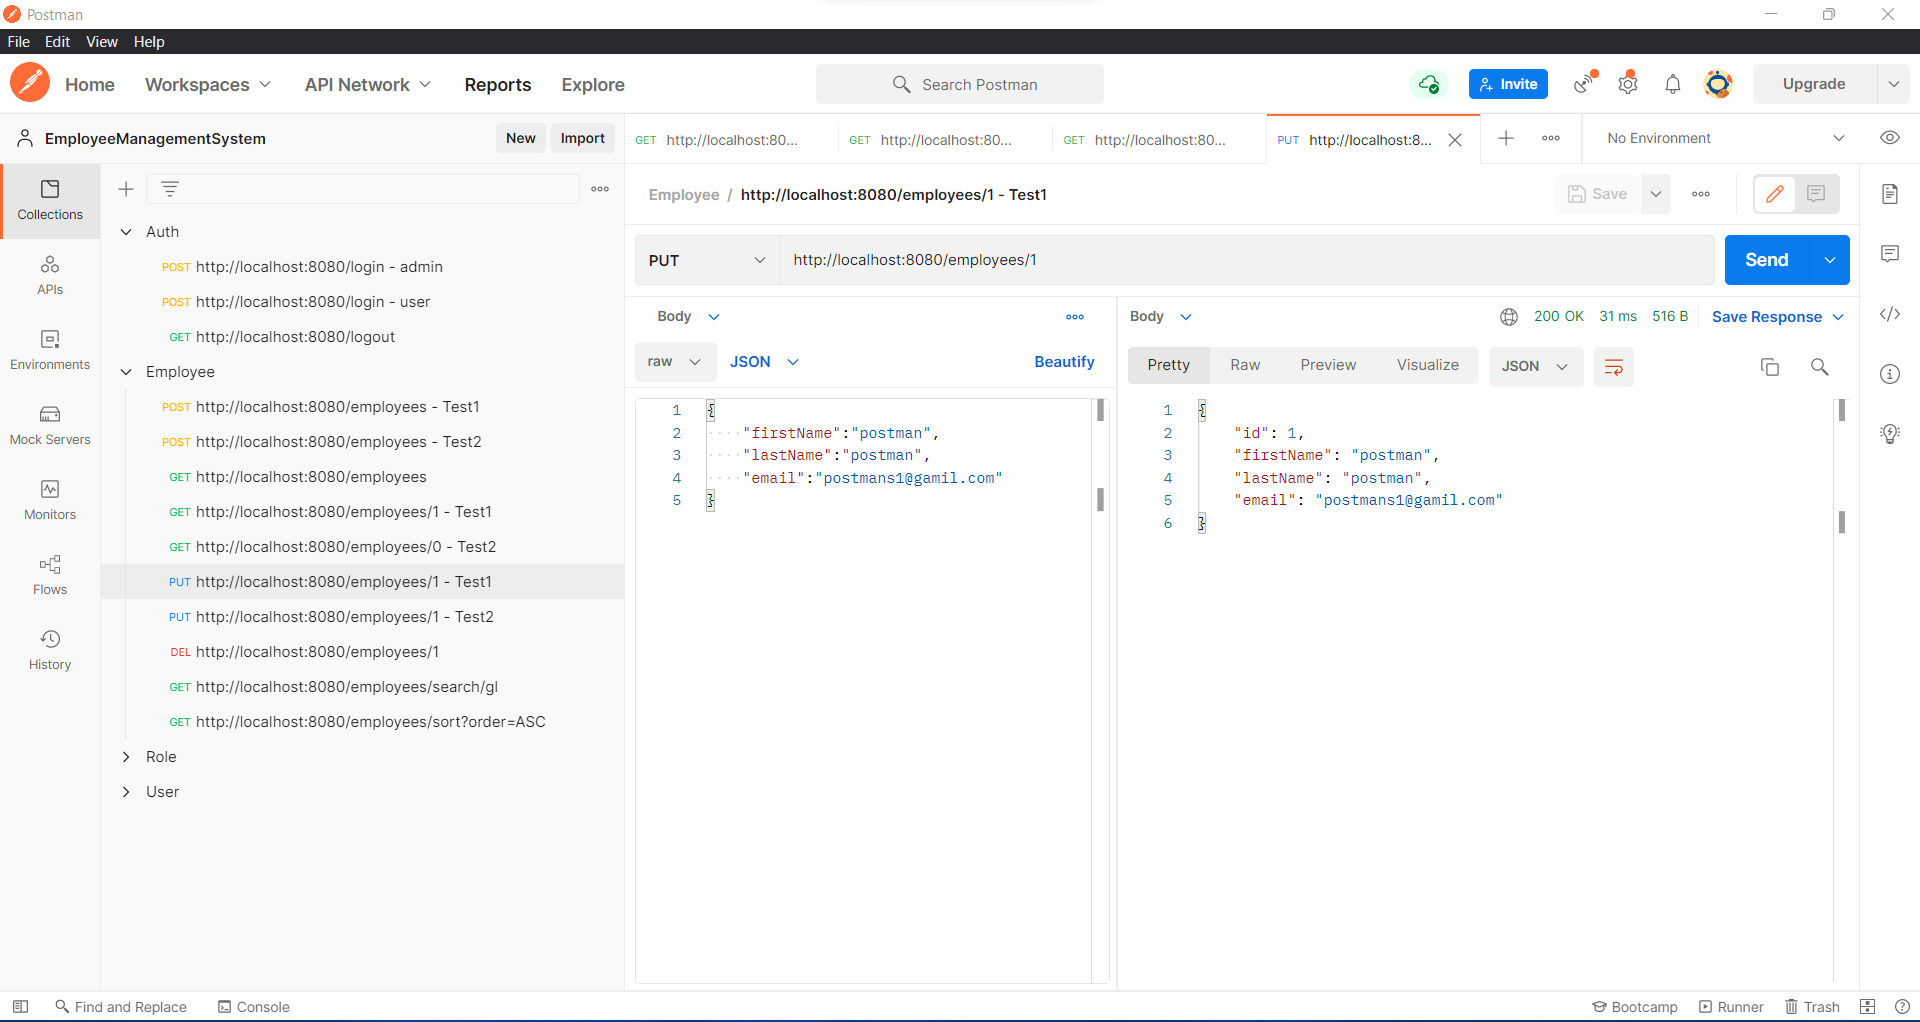 Postman
File Edit View Help
Home Workspaces API Network Reports Explore Search Postman Invite Upgrade
EmployeeManagementSystem New Import
GET http://localhost:80... GET http://localhost:80... GET http://localhost:80... PUT http://localhost:8... No Environment
Collections
APIs
Environments
Mock Servers
Monitors
Flows
History
Auth
POST http://localhost:8080/login - admin
POST http://localhost:8080/login - user
GET http://localhost:8080/logout
Employee
POST http://localhost:8080/employees - Test1
POST http://localhost:8080/employees - Test2
GET http://localhost:8080/employees
GET http://localhost:8080/employees/1 - Test1
GET http://localhost:8080/employees/0 - Test2
PUT http://localhost:8080/employees/1 - Test1
PUT http://localhost:8080/employees/1 - Test2
DEL http://localhost:8080/employees/1
GET http://localhost:8080/employees/search/gl
GET http://localhost:8080/employees/sort?order=ASC
Role
User
Employee / http://localhost:8080/employees/1 - Test1 Save
PUT http://localhost:8080/employees/1 Send
Body
raw JSON Beautify
1 {
2 "firstName":"postman",
3 "lastName":"postman",
4 "email":"postmans1@gamil.com"
5 }
Body 200 OK 31 ms 516 B Save Response
Pretty Raw Preview Visualize JSON
1 {
2 "id": 1,
3 "firstName": "postman",
4 "lastName": "postman",
5 "email": "postmans1@gamil.com"
6 }
Find and Replace Console Bootcamp Runner Trash